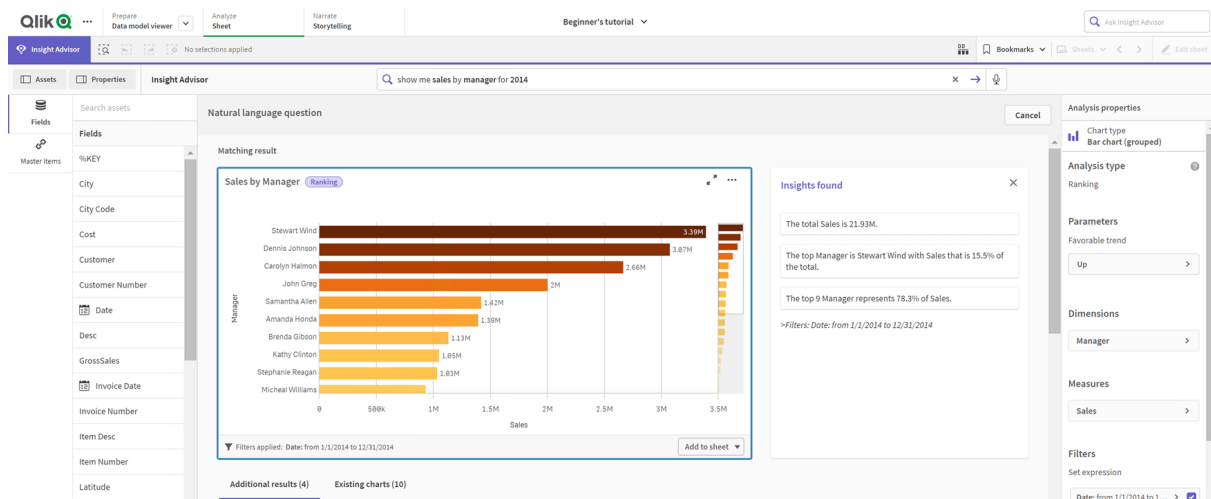 Qlik
Prepare
Data model viewer
Analyze
Sheet
Narrate
Storytelling
Beginner's tutorial
Ask Insight Advisor
Insight Advisor
No selections applied
Bookmarks
Sheets
Edit sheet
Assets
Properties
Insight Advisor
show me sales by manager for 2014
Fields
Master items
Search assets
Fields
%KEY
City
City Code
Cost
Customer
Customer Number
Date
Desc
GrossSales
Invoice Date
Invoice Number
Item Desc
Item Number
Latitude
Natural language question
Cancel
Matching result
Sales by Manager
Ranking
Manager
Stewart Wind 3.39M
Dennis Johnson 3.07M
Carolyn Halmon 2.66M
John Greg 2M
Samantha Allen 1.42M
Amanda Honda 1.39M
Brenda Gibson 1.13M
Kathy Clinton 1.05M
Stephanie Reagan 1.03M
Micheal Williams
0 500k 1M 1.5M 2M 2.5M 3M 3.5M
Sales
Filters applied: Date: from 1/1/2014 to 12/31/2014
Add to sheet
Additional results (4)
Existing charts (10)
Insights found
The total Sales is 21.93M.
The top Manager is Stewart Wind with Sales that is 15.5% of
the total.
The top 9 Manager represents 78.3% of Sales.
>Filters: Date: from 1/1/2014 to 12/31/2014
Analysis properties
Chart type
Bar chart (grouped)
Analysis type
Ranking
Parameters
Favorable trend
Up
Dimensions
Manager
Measures
Sales
Filters
Set expression
Date: from 1/1/2014 to 1...